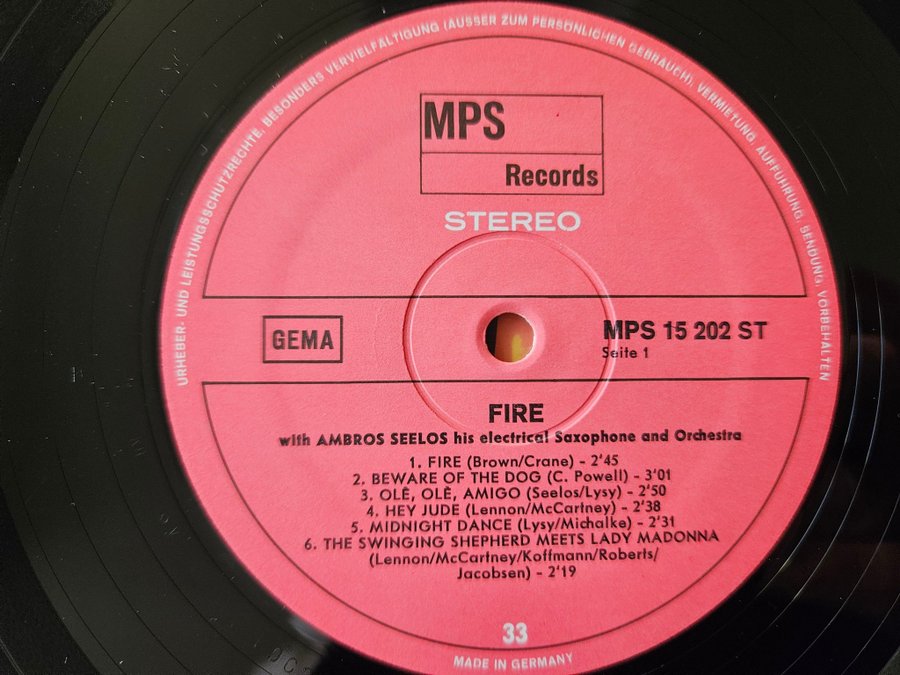 URHEBER- UND LEISTUNGSSCHUTZRECHTE, BESONDERS VERVIELFÄLTIGUNG (AUSSER ZUM PERSÖNLICHEN GEBRAUCH), VERMIETUNG, AUFFÜHRUNG, SENDUNG, VORBEHALTEN
MPS
Records
STEREO
GEMA
MPS 15 202 ST
Seite 1
FIRE
with AMBROS SEELOS his electrical Saxophone and Orchestra
1. FIRE (Brown/Crane) - 2'45
2. BEWARE OF THE DOG (C. Powell) - 3'01
3. OLÊ, OLÊ, AMIGO (Seelos/Lysy) - 2'50
4. HEY JUDE (Lennon/McCartney) - 2'38
5. MIDNIGHT DANCE (Lysy/Michalke) - 2'31
6. THE SWINGING SHEPHERD MEETS LADY MADONNA
(Lennon/McCartney/Koffmann/Roberts/
Jacobsen) - 2'19
33
MADE IN GERMANY